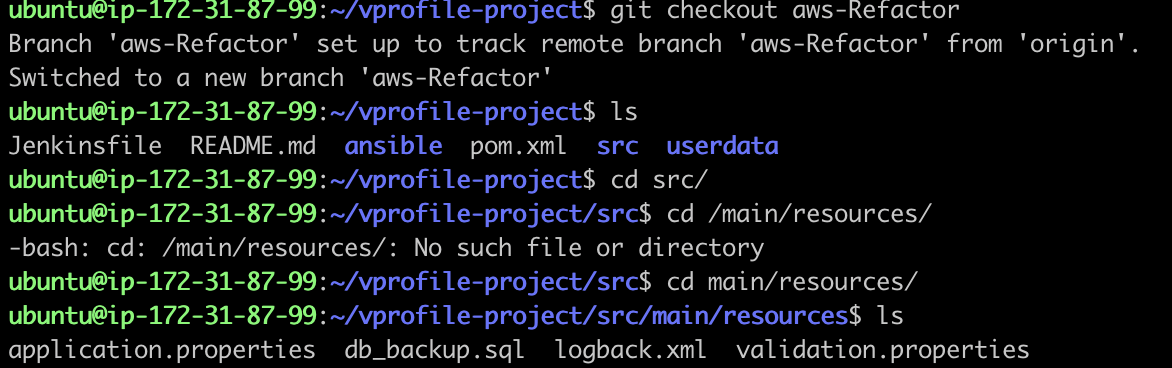 ubuntu@ip-172-31-87-99:~/vprofile-project$ git checkout aws-Refactor
Branch 'aws-Refactor' set up to track remote branch 'aws-Refactor' from 'origin'.
Switched to a new branch 'aws-Refactor'
ubuntu@ip-172-31-87-99:~/vprofile-project$ ls
Jenkinsfile  README.md  ansible  pom.xml  src  userdata
ubuntu@ip-172-31-87-99:~/vprofile-project$ cd src/
ubuntu@ip-172-31-87-99:~/vprofile-project/src$ cd /main/resources/
-bash: cd: /main/resources/: No such file or directory
ubuntu@ip-172-31-87-99:~/vprofile-project/src$ cd main/resources/
ubuntu@ip-172-31-87-99:~/vprofile-project/src/main/resources$ ls
application.properties  db_backup.sql  logback.xml  validation.properties